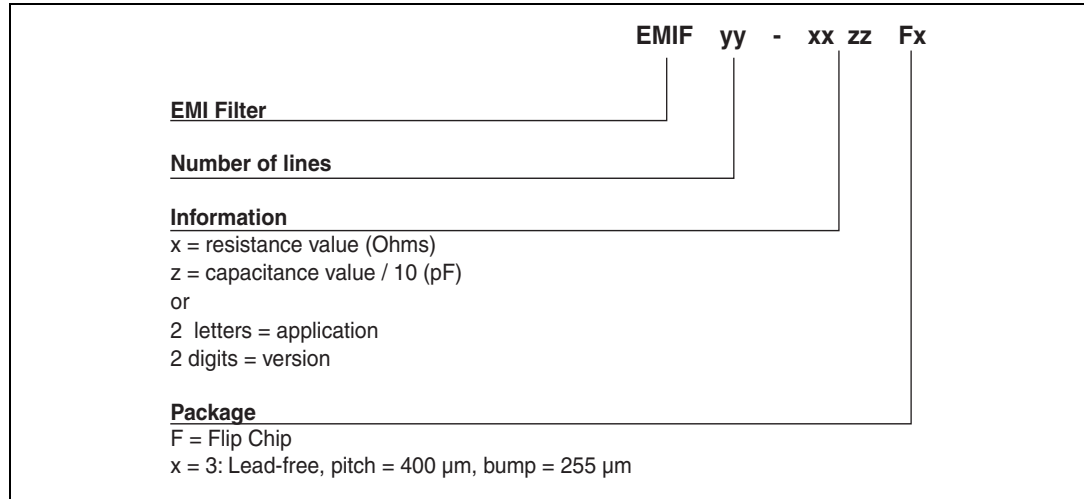 EMIF yy - xx zz Fx
EMI Filter
Number of lines
Information
x = resistance value (Ohms)
z = capacitance value / 10 (pF)
or
2 letters = application
2 digits = version
Package
F = Flip Chip
x = 3: Lead-free, pitch = 400 µm, bump = 255 µm